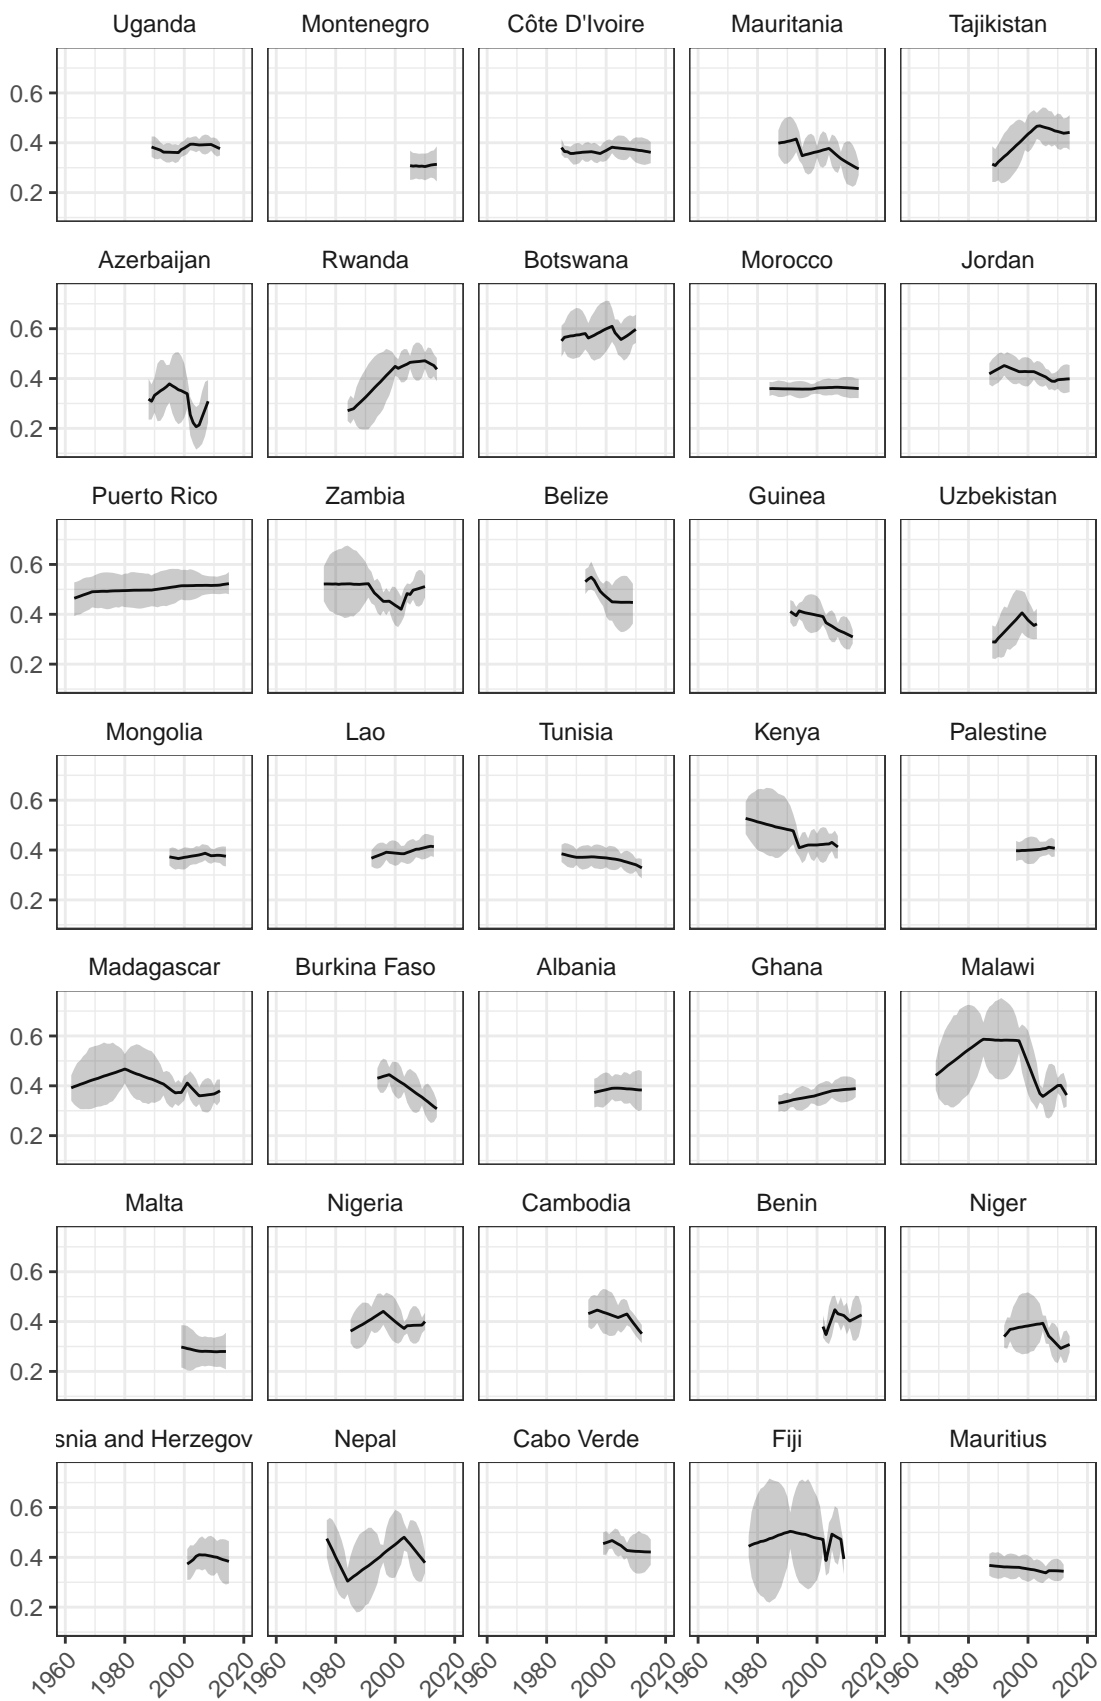 Uganda Montenegro Côte D'Ivoire Mauritania Tajikistan
0.6
0.4
0.2
Azerbaijan Rwanda Botswana Morocco Jordan
0.6
0.4
0.2
Puerto Rico Zambia Belize Guinea Uzbekistan
0.6
0.4
0.2
Mongolia Lao Tunisia Kenya Palestine
0.6
0.4
0.2
Madagascar Burkina Faso Albania Ghana Malawi
0.6
0.4
0.2
Malta Nigeria Cambodia Benin Niger
0.6
0.4
0.2
snia and Herzegov Nepal Cabo Verde Fiji Mauritius
0.6
0.4
0.2
1960 1980 2000 2020 1960 1980 2000 2020 1960 1980 2000 2020 1960 1980 2000 2020 1960 1980 2000 2020